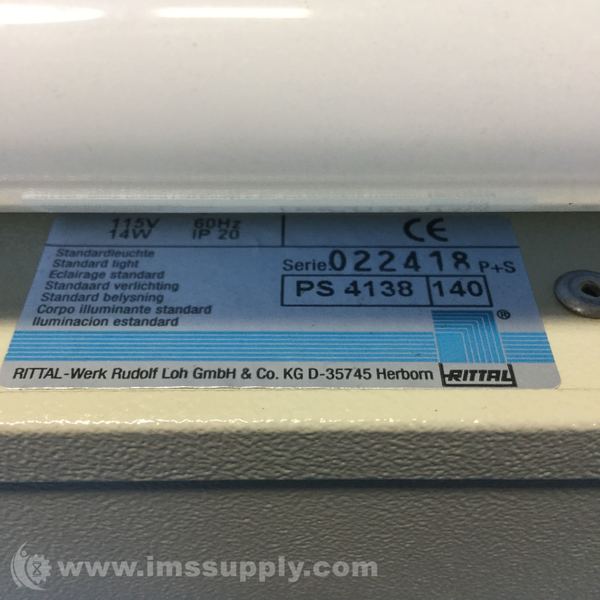 115V 60Hz
14W IP 20
CE
Standardleuchte
Standard light
Eclairage standard
Standaard verlichting
Standard belysning
Corpo illuminante standard
Iluminacion estandard
Serie: 022418 P+S
PS 4138 140
®
RITTAL
RITTAL-Werk Rudolf Loh GmbH & Co. KG D-35745 Herborn
www.imssupply.com